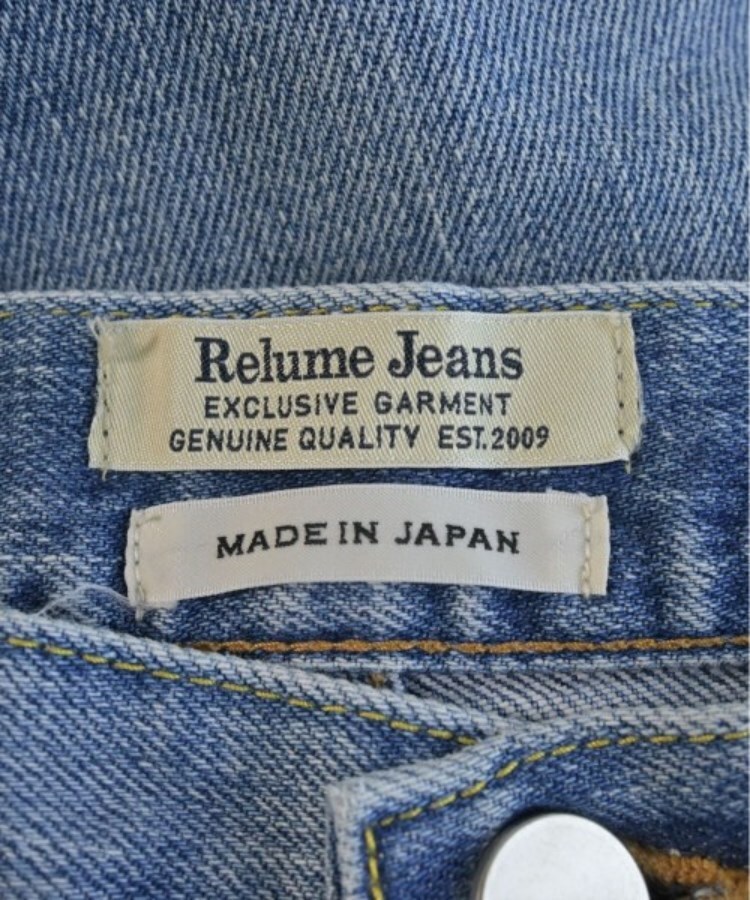 Relume Jeans
EXCLUSIVE GARMENT
GENUINE QUALITY EST.2009
MADE IN JAPAN